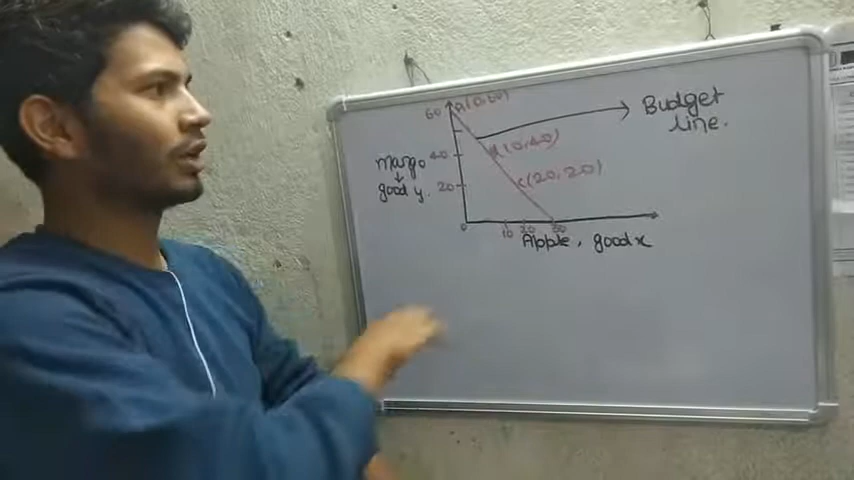 60 a(0,60)
Budget
line.
b(10,40)
mango 40
↓
good y. 20
c(20,20)
0 10 20 30
Apple, good x